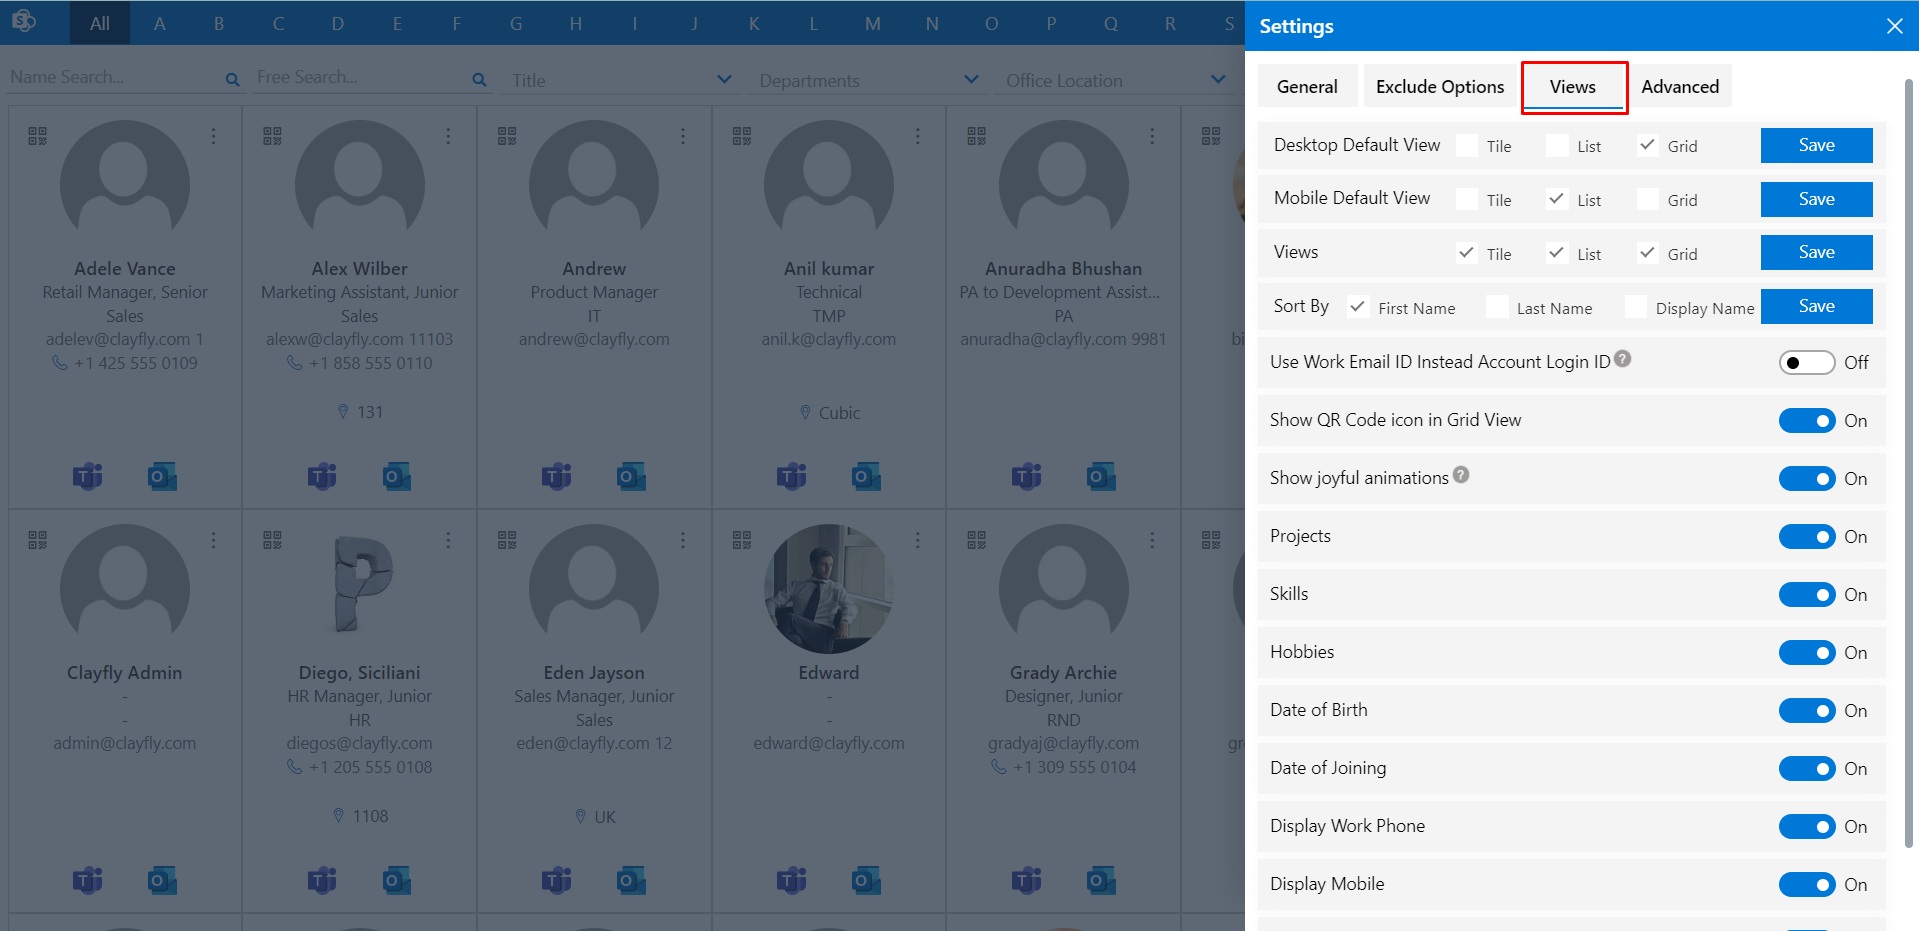 All A B C D E F G H I J K L M N O P Q R S
Name Search...
Free Search...
Title
Departments
Office Location
Adele Vance
Retail Manager, Senior
Sales
adelev@clayfly.com 1
+1 425 555 0109
Alex Wilber
Marketing Assistant, Junior
Sales
alexw@clayfly.com 11103
+1 858 555 0110
131
Andrew
Product Manager
IT
andrew@clayfly.com
Anil kumar
Technical
TMP
anil.k@clayfly.com
Cubic
Anuradha Bhushan
PA to Development Assist...
PA
anuradha@clayfly.com 9981
bi
Clayfly Admin
-
-
admin@clayfly.com
Diego, Siciliani
HR Manager, Junior
HR
diegos@clayfly.com
+1 205 555 0108
1108
Eden Jayson
Sales Manager, Junior
Sales
eden@clayfly.com 12
UK
Edward
-
-
edward@clayfly.com
Grady Archie
Designer, Junior
RND
gradyaj@clayfly.com
+1 309 555 0104
gr
Settings
General
Exclude Options
Views
Advanced
Desktop Default View Tile List Grid Save
Mobile Default View Tile List Grid Save
Views Tile List Grid Save
Sort By First Name Last Name Display Name Save
Use Work Email ID Instead Account Login ID ? Off
Show QR Code icon in Grid View On
Show joyful animations ? On
Projects On
Skills On
Hobbies On
Date of Birth On
Date of Joining On
Display Work Phone On
Display Mobile On